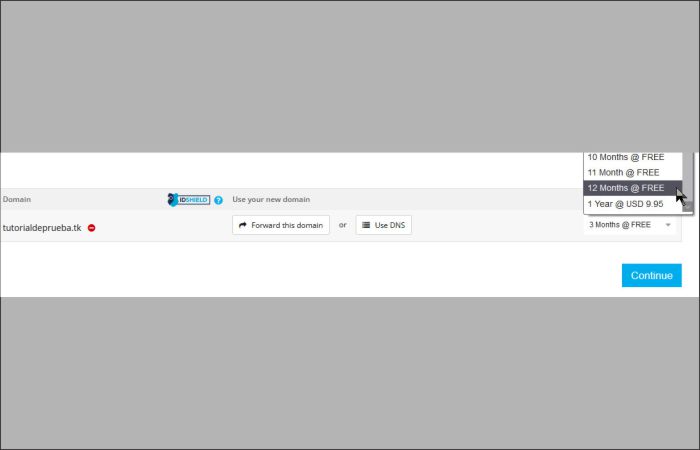 10 Months @ FREE
11 Month @ FREE
12 Months @ FREE
1 Year @ USD 9.95
Domain IDSHIELD ? Use your new domain
tutorialdeprueba.tk Forward this domain or Use DNS 3 Months @ FREE
Continue